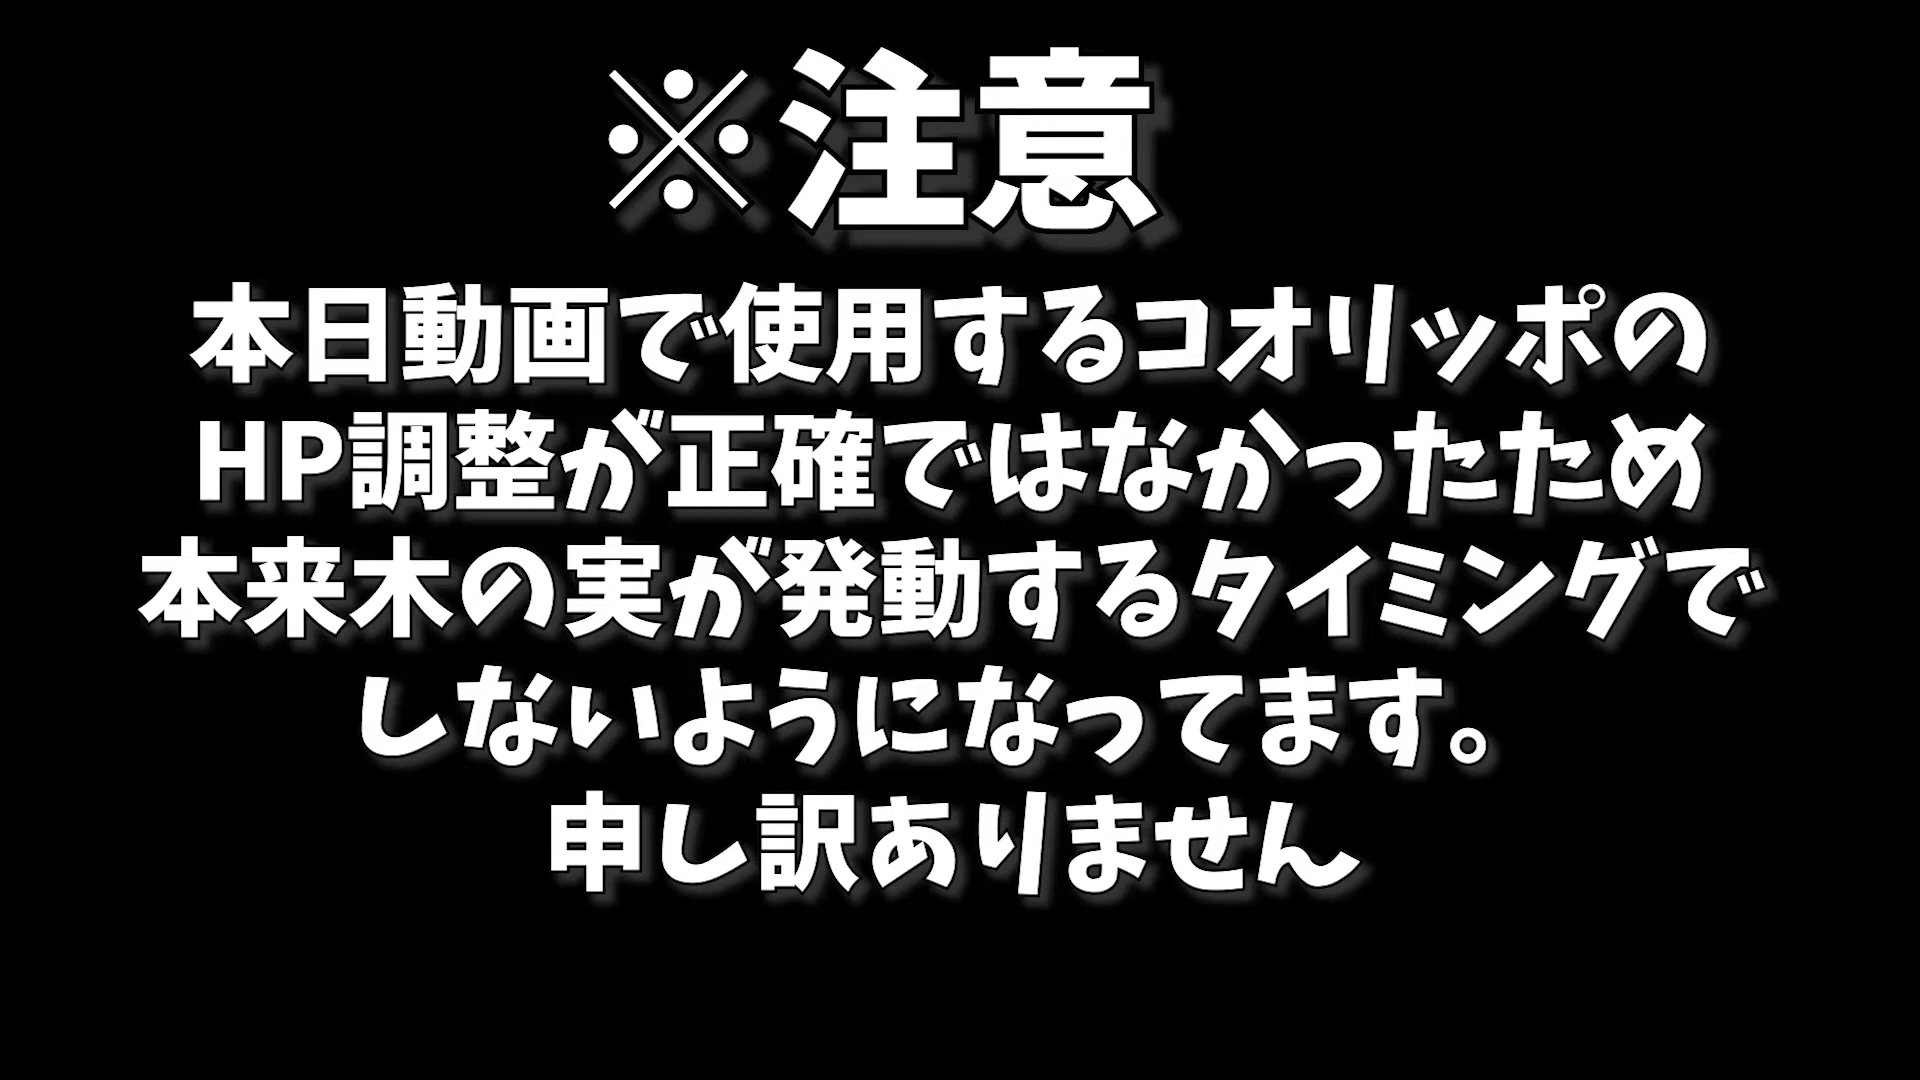 ※注意
本日動画で使用するコオリッポの
HP調整が正確ではなかったため
本来木の実が発動するタイミングで
しないようになってます。
申し訳ありません